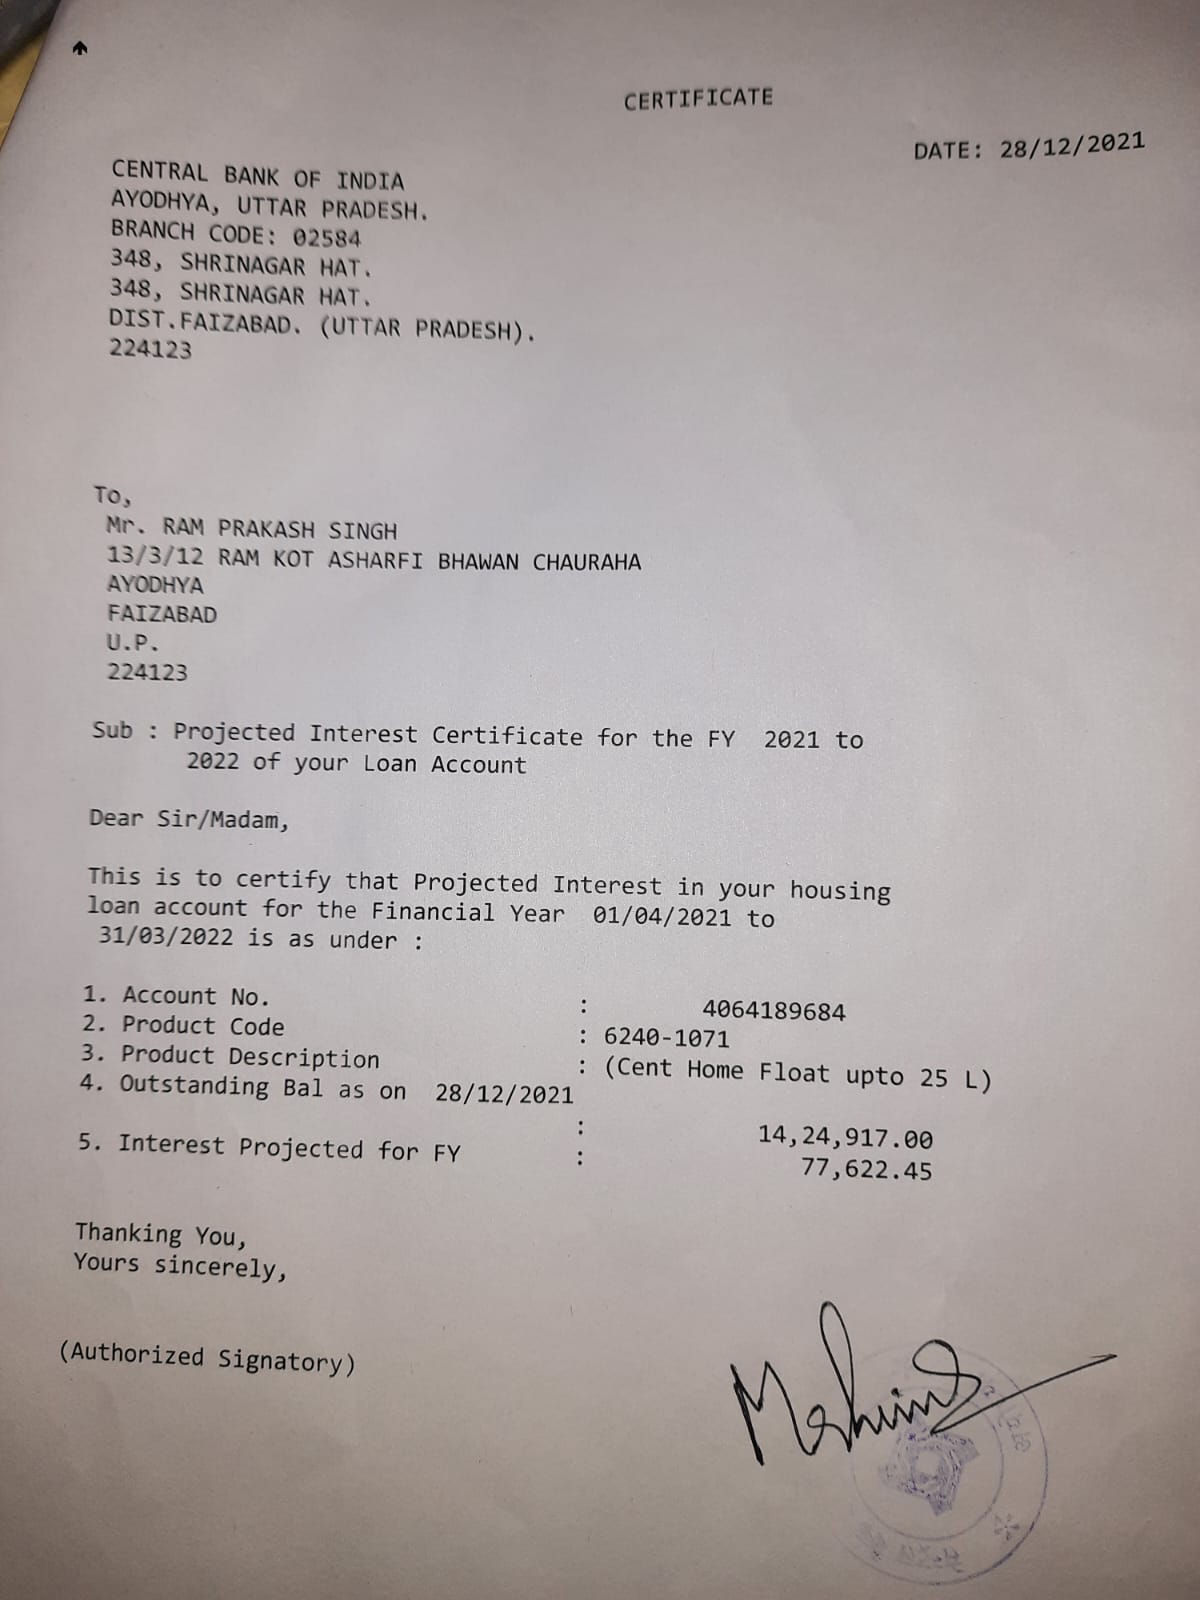 CERTIFICATE
DATE: 28/12/2021
CENTRAL BANK OF INDIA
AYODHYA, UTTAR PRADESH.
BRANCH CODE: 02584
348, SHRINAGAR HAT.
348, SHRINAGAR HAT.
DIST.FAIZABAD. (UTTAR PRADESH).
224123
To,
Mr. RAM PRAKASH SINGH
13/3/12 RAM KOT ASHARFI BHAWAN CHAURAHA
AYODHYA
FAIZABAD
U.P.
224123
Sub : Projected Interest Certificate for the FY 2021 to
2022 of your Loan Account
Dear Sir/Madam,
This is to certify that Projected Interest in your housing
loan account for the Financial Year 01/04/2021 to
31/03/2022 is as under :
1. Account No. : 4064189684
2. Product Code : 6240-1071
3. Product Description : (Cent Home Float upto 25 L)
4. Outstanding Bal as on 28/12/2021
: 14,24,917.00
5. Interest Projected for FY : 77,622.45
Thanking You,
Yours sincerely,
(Authorized Signatory)